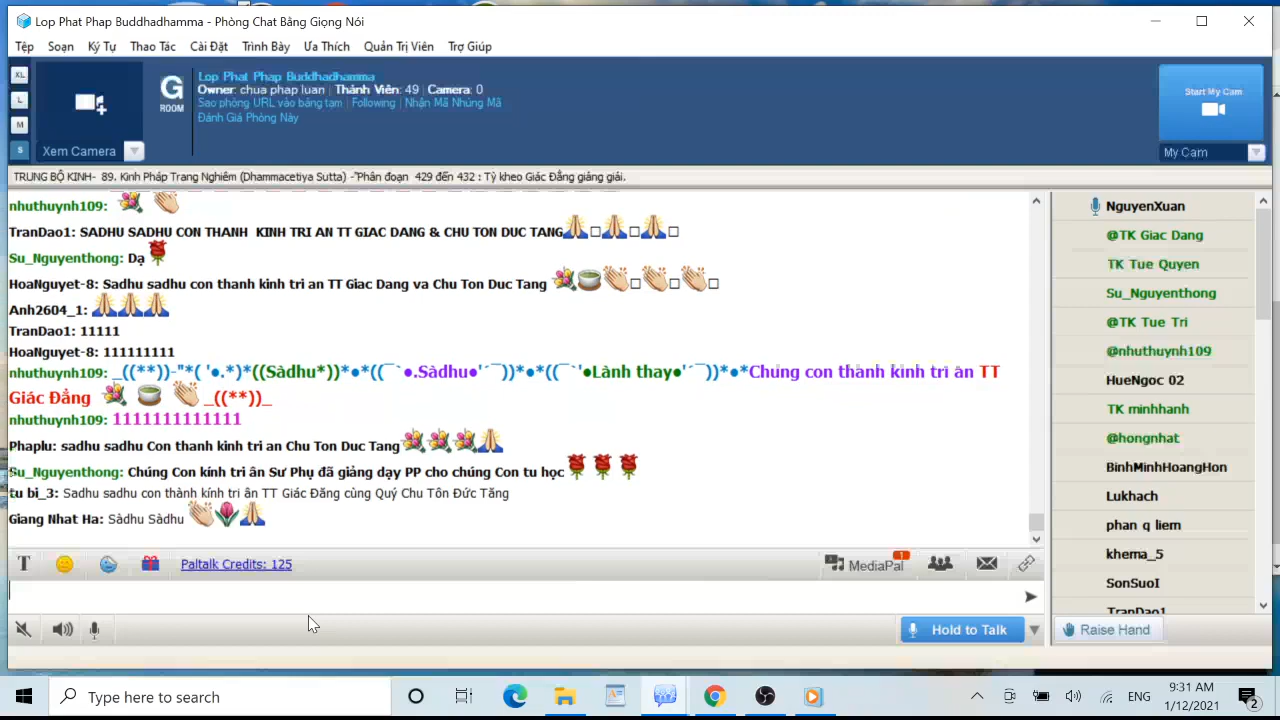 Lop Phat Phap Buddhadhamma - Phòng Chat Bằng Giọng Nói
Tệp Soạn Ký Tự Thao Tác Cài Đặt Trình Bày Ưa Thích Quản Trị Viên Trợ Giúp
XL
L
M
S
Xem Camera
G
ROOM
Lop Phat Phap Buddhadhamma
Owner: chua phap luan | Thành Viên: 49 | Camera: 0
Sao phòng URL vào bảng tạm | Following | Nhận Mã Nhúng Mã
Đánh Giá Phòng Này
Start My Cam
My Cam
TRUNG BỘ KINH- 89. Kinh Pháp Trang Nghiêm (Dhammacetiya Sutta) -"Phân đoạn 429 đến 432 : Tỳ kheo Giác Đẳng giảng giải.
nhuthuynh109:
TranDao1: SADHU SADHU CON THANH KINH TRI AN TT GIAC DANG & CHU TON DUC TANG
Su_Nguyenthong: Dạ
HoaNguyet-8: Sadhu sadhu con thanh kinh tri an TT Giac Dang va Chu Ton Duc Tang
Anh2604_1:
TranDao1: 11111
HoaNguyet-8: 111111111
nhuthuynh109: _((**))-"*( '●.*)*((Sàdhu*))*●*((¯`●.Sàdhu●'´¯))*●*((¯`'●Lành thay●'´¯))*●*Chúng con thành kính tri ân TT
Giác Đẳng _((**))_
nhuthuynh109: 1111111111111
Phaplu: sadhu sadhu Con thanh kinh tri an Chu Ton Duc Tang
Su_Nguyenthong: Chúng Con kính tri ân Sư Phụ đã giảng dạy PP cho chúng Con tu học
tu bi_3: Sadhu sadhu con thành kính tri ân TT Giác Đăng cùng Quý Chu Tôn Đức Tăng
Giang Nhat Ha: Sàdhu Sàdhu
NguyenXuan
@TK Giac Dang
TK Tue Quyen
Su_Nguyenthong
@TK Tue Tri
@nhuthuynh109
HueNgoc 02
TK minhhanh
@hongnhat
BinhMinhHoangHon
Lukhach
phan q liem
khema_5
SonSuoI
TranDao1
T Paltalk Credits: 125 MediaPal 1
Hold to Talk
Raise Hand
Type here to search
ENG
9:31 AM
1/12/2021
2